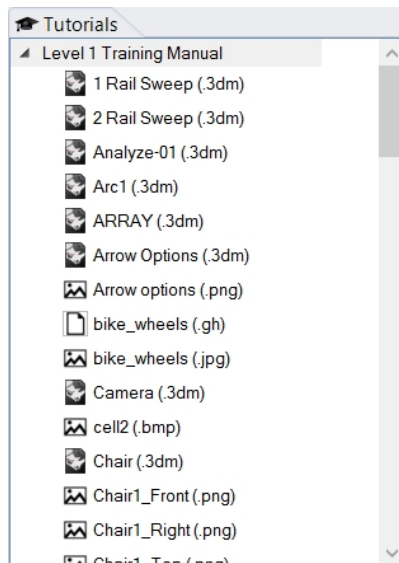 Tutorials
Level 1 Training Manual
1 Rail Sweep (.3dm)
2 Rail Sweep (.3dm)
Analyze-01 (.3dm)
Arc1 (.3dm)
ARRAY (.3dm)
Arrow Options (.3dm)
Arrow options (.png)
bike_wheels (.gh)
bike_wheels (.jpg)
Camera (.3dm)
cell2 (.bmp)
Chair (.3dm)
Chair1_Front (.png)
Chair1_Right (.png)
Chair1_Top (.png)